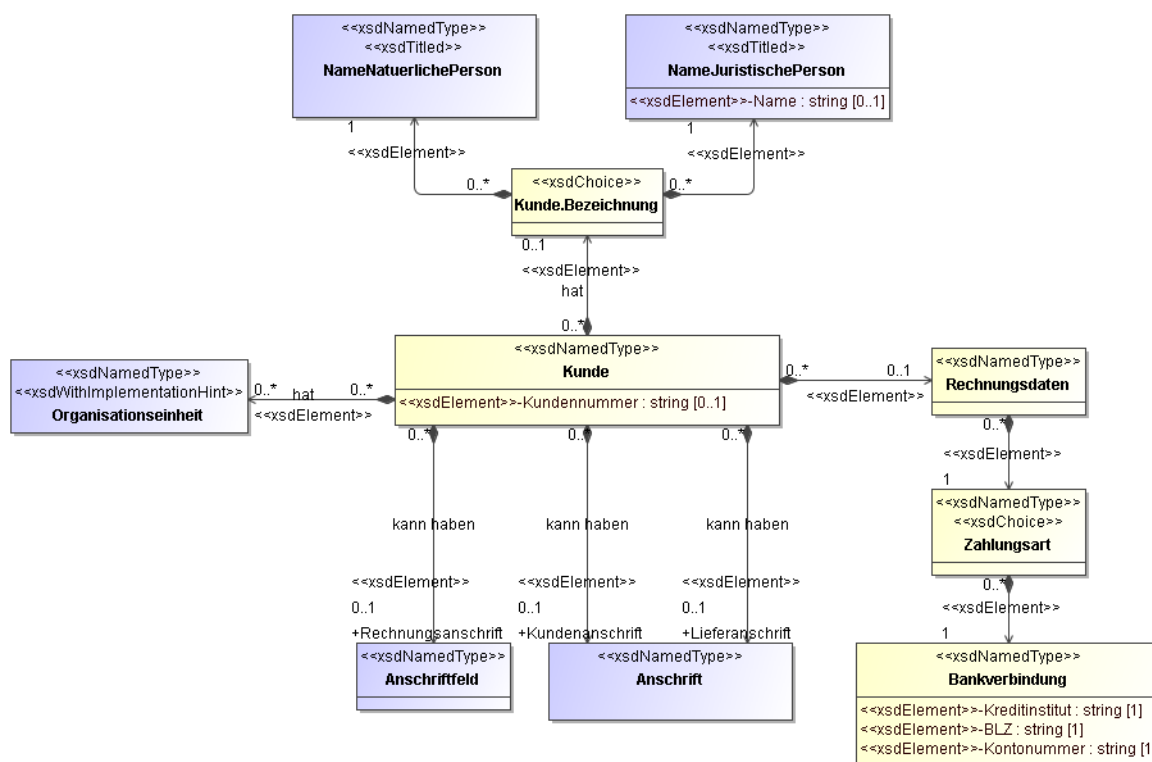 <<xsdNamedType>>
<<xsdTitled>>
NameNatuerlichePerson
<<xsdNamedType>>
<<xsdTitled>>
NameJuristischePerson
<<xsdElement>>-Name : string [0..1]
1
<<xsdElement>>
1
<<xsdElement>>
0..*
0..*
<<xsdChoice>>
Kunde.Bezeichnung
0..1
<<xsdElement>>
hat
0..*
<<xsdNamedType>>
Kunde
<<xsdElement>>-Kundennummer : string [0..1]
<<xsdNamedType>>
<<xsdWithImplementationHint>>
Organisationseinheit
0..*
hat
0..*
<<xsdElement>>
0..*
0..1
<<xsdElement>>
<<xsdNamedType>>
Rechnungsdaten
0..*
<<xsdElement>>
1
<<xsdNamedType>>
<<xsdChoice>>
Zahlungsart
0..*
<<xsdElement>>
1
<<xsdNamedType>>
Bankverbindung
<<xsdElement>>-Kreditinstitut : string [1]
<<xsdElement>>-BLZ : string [1]
<<xsdElement>>-Kontonummer : string [1
0..*
0..*
0..*
kann haben
kann haben
kann haben
<<xsdElement>>
<<xsdElement>>
<<xsdElement>>
0..1
0..1
0..1
+Rechnungsanschrift
+Kundenanschrift
+Lieferanschrift
<<xsdNamedType>>
Anschriftfeld
<<xsdNamedType>>
Anschrift